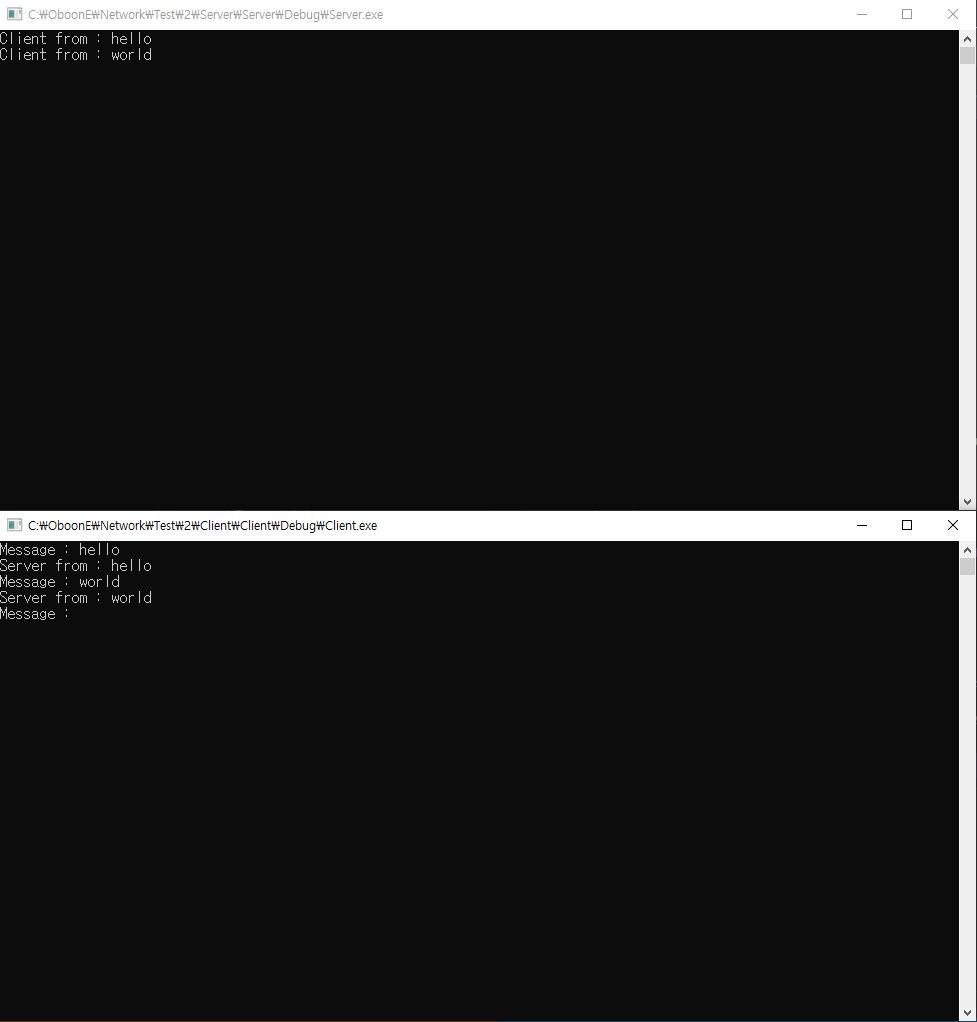 C:₩OboonE₩Network₩Test₩2₩Server₩Server₩Debug₩Server.exe
Client from : hello
Client from : world
C:₩OboonE₩Network₩Test₩2₩Client₩Client₩Debug₩Client.exe
Message : hello
Server from : hello
Message : world
Server from : world
Message :